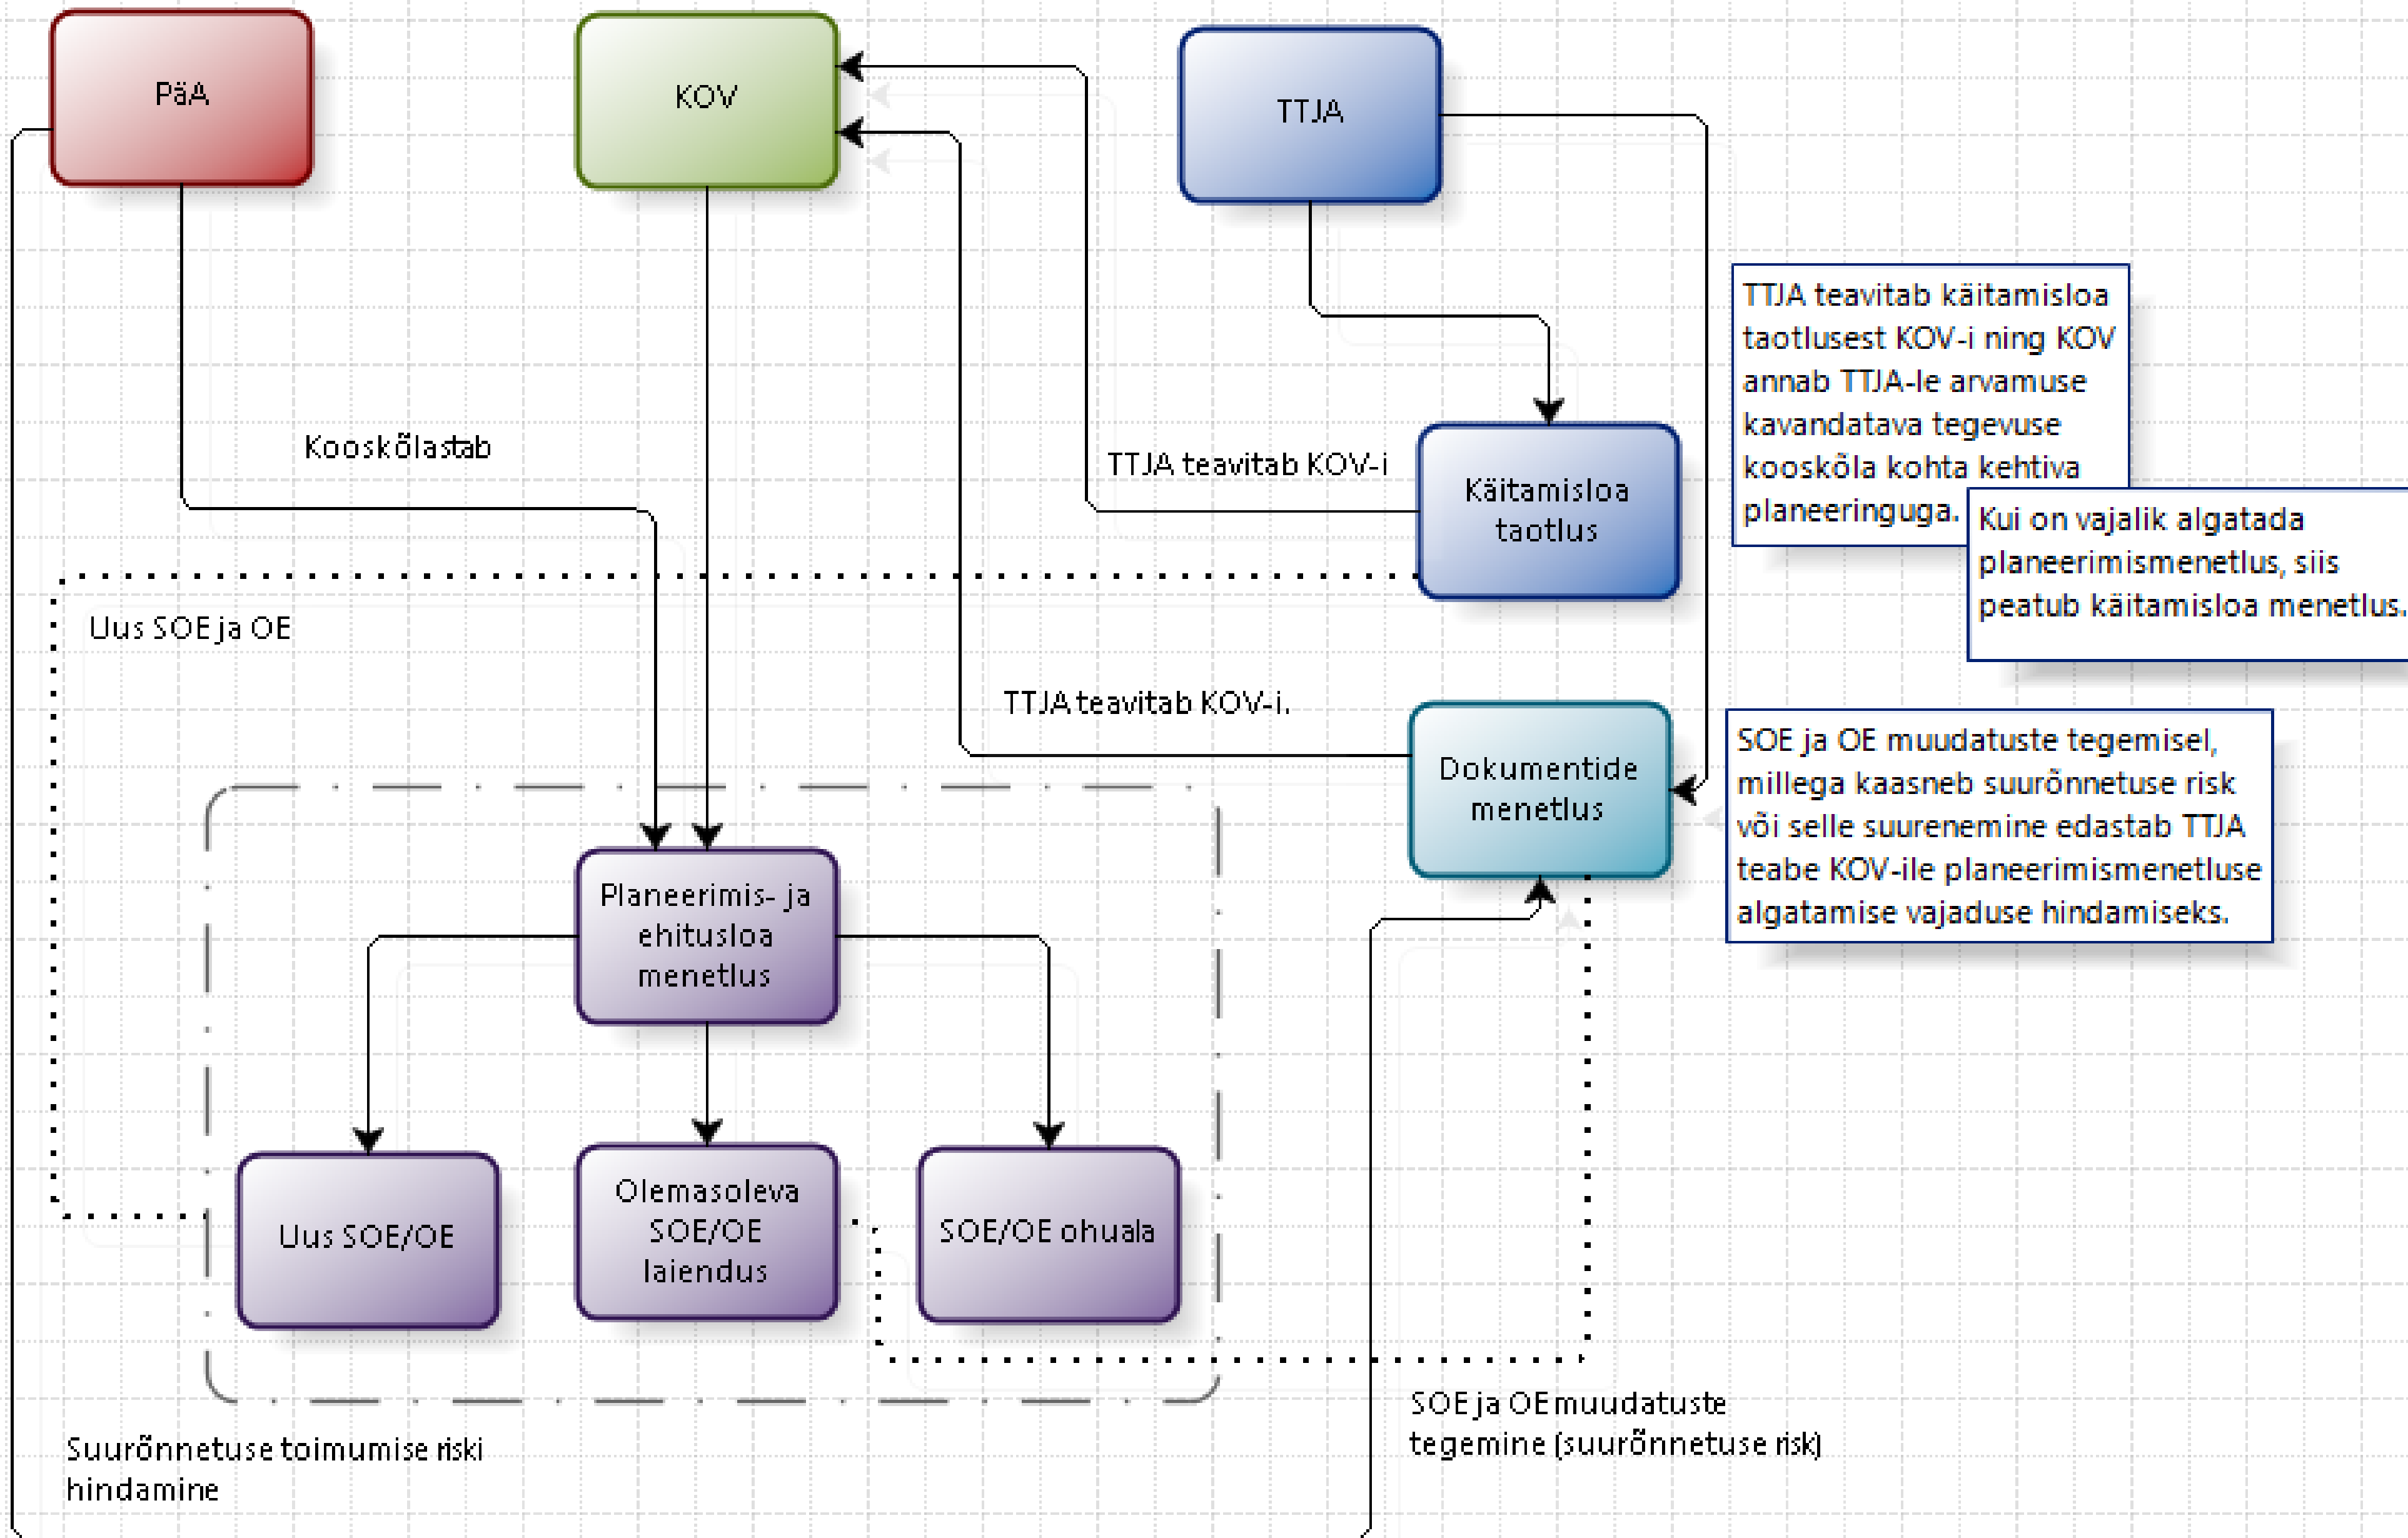 PäA
KOV
TTJA
TTJA teavitab käitamisloa
taotlusest KOV-i ning KOV
annab TTJA-le arvamuse
kavandatava tegevuse
kooskõla kohta kehtiva
planeeringuga.
Kooskõlastab
TTJA teavitab KOV-i
Käitamisloa
taotlus
Kui on vajalik algatada
planeerimismenetlus, siis
peatub käitamisloa menetlus.
Uus SOE ja OE
TTJA teavitab KOV-i.
Dokumentide
menetlus
SOE ja OE muudatuste tegemisel,
millega kaasneb suurõnnetuse risk
või selle suurenemine edastab TTJA
teabe KOV-ile planeerimismenetluse
algatamise vajaduse hindamiseks.
Planeerimis- ja
ehitusloa
menetlus
Uus SOE/OE
Olemasoleva
SOE/OE
laiendus
SOE/OE ohuala
SOE ja OE muudatuste
tegemine (suurõnnetuse risk)
Suurõnnetuse toimumise riski
hindamine